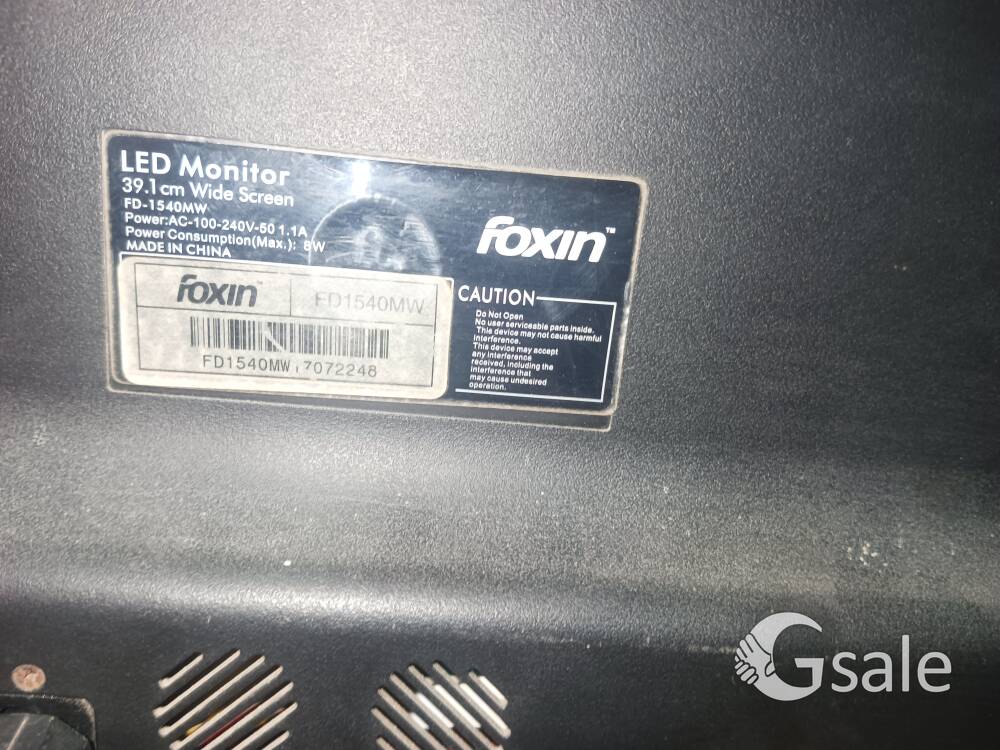 LED Monitor
39.1cm Wide Screen
FD-1540MW
Power:AC-100-240V-50 1.1A
Power Consumption(Max.): 8W
MADE IN CHINA
foxin™
foxin™ FD1540MW
FD1540MW 7072248
CAUTION
Do Not Open
No user serviceable parts inside.
This device may not cause harmful
interference.
This device may accept
any interference
received, including the
interference that
may cause undesired
operation.
Gsale